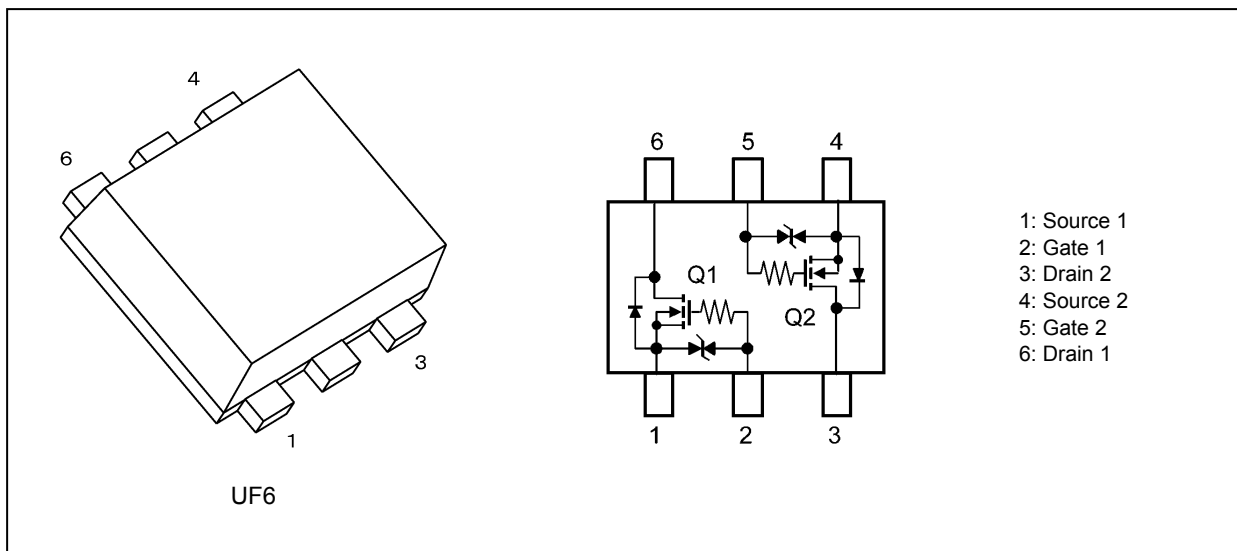 4
6
3
1
UF6
6 5 4
Q1
Q2
1 2 3
1: Source 1
2: Gate 1
3: Drain 2
4: Source 2
5: Gate 2
6: Drain 1